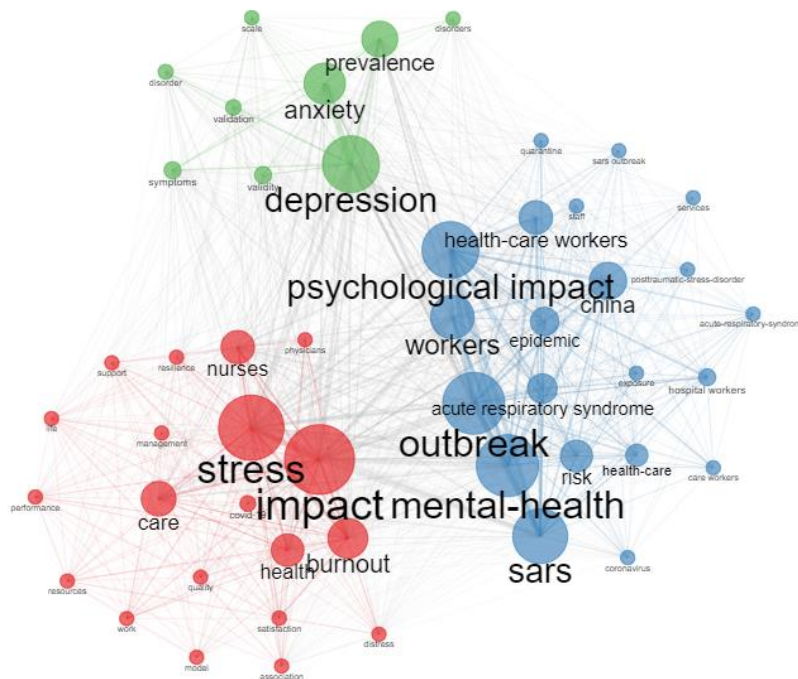 scale
disorders
prevalence
disorder
anxiety
validation
symptoms
validity
depression
quarantine
sars outbreak
services
staff
health-care workers
posttraumatic-stress-disorder
psychological impact
china
acute-respiratory-syndrom
workers
epidemic
physicians
support
resilience
nurses
exposure
hospital workers
acute respiratory syndrome
life
management
outbreak
stress
risk
health-care
care workers
performance
covid-19
impact
mental-health
care
health
burnout
sars
coronavirus
resources
quality
work
satisfaction
distress
model
association